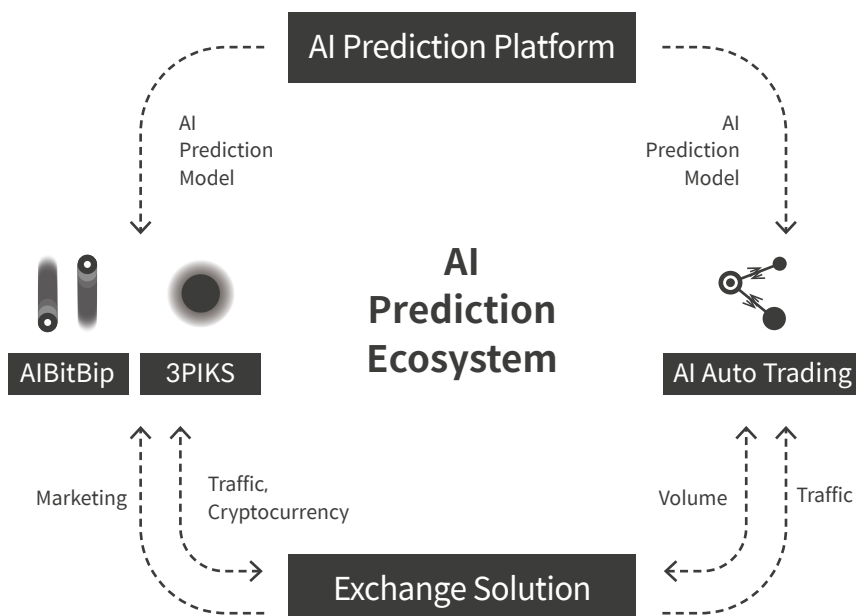 AI Prediction Platform
AI
Prediction
Model
AI
Prediction
Model
AI
Prediction
Ecosystem
AIBitBip
3PIKS
AI Auto Trading
Marketing
Traffic,
Cryptocurrency
Volume
Traffic
Exchange Solution